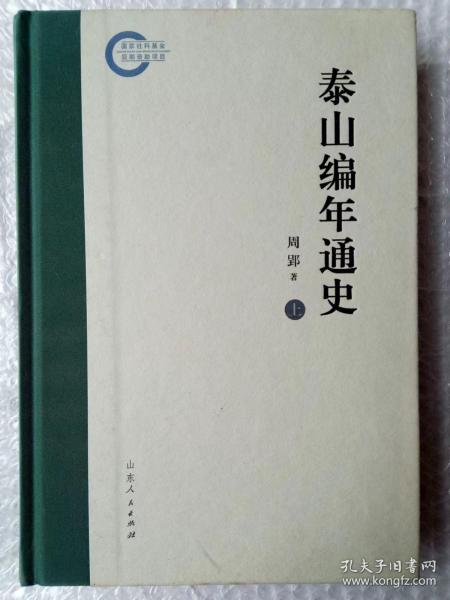 国家社科基金
后期资助项目
泰山编年通史
周郢 著
上
山东人民出版社
孔夫子旧书网
www.kongfz.com